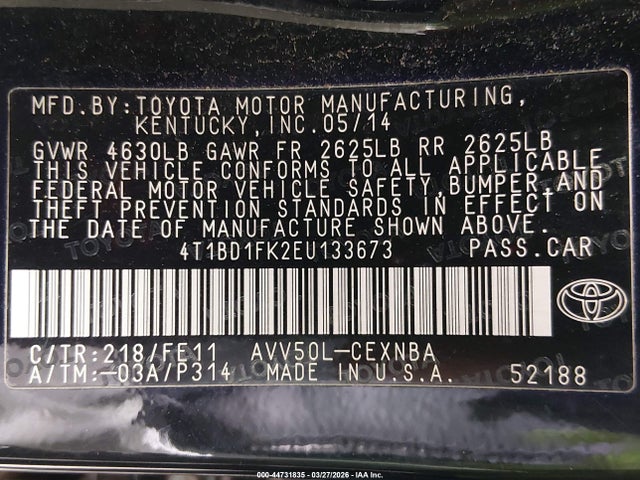 MFD.BY:TOYOTA MOTOR MANUFACTURING,
KENTUCKY,INC.05/14
GVWR 4630LB GAWR FR 2625LB RR 2625LB
THIS VEHICLE CONFORMS TO ALL APPLICABLE
FEDERAL MOTOR VEHICLE SAFETY,BUMPER,AND
THEFT PREVENTION STANDARDS IN EFFECT ON
THE DATE OF MANUFACTURE SHOWN ABOVE.
4T1BD1FK2EU133673 PASS.CAR
C/TR:218/FE11 AVV50L-CEXNBA
A/TM:-03A/P314 MADE IN U.S.A. 52188
000-44731835 - 03/27/2026 - IAA Inc.